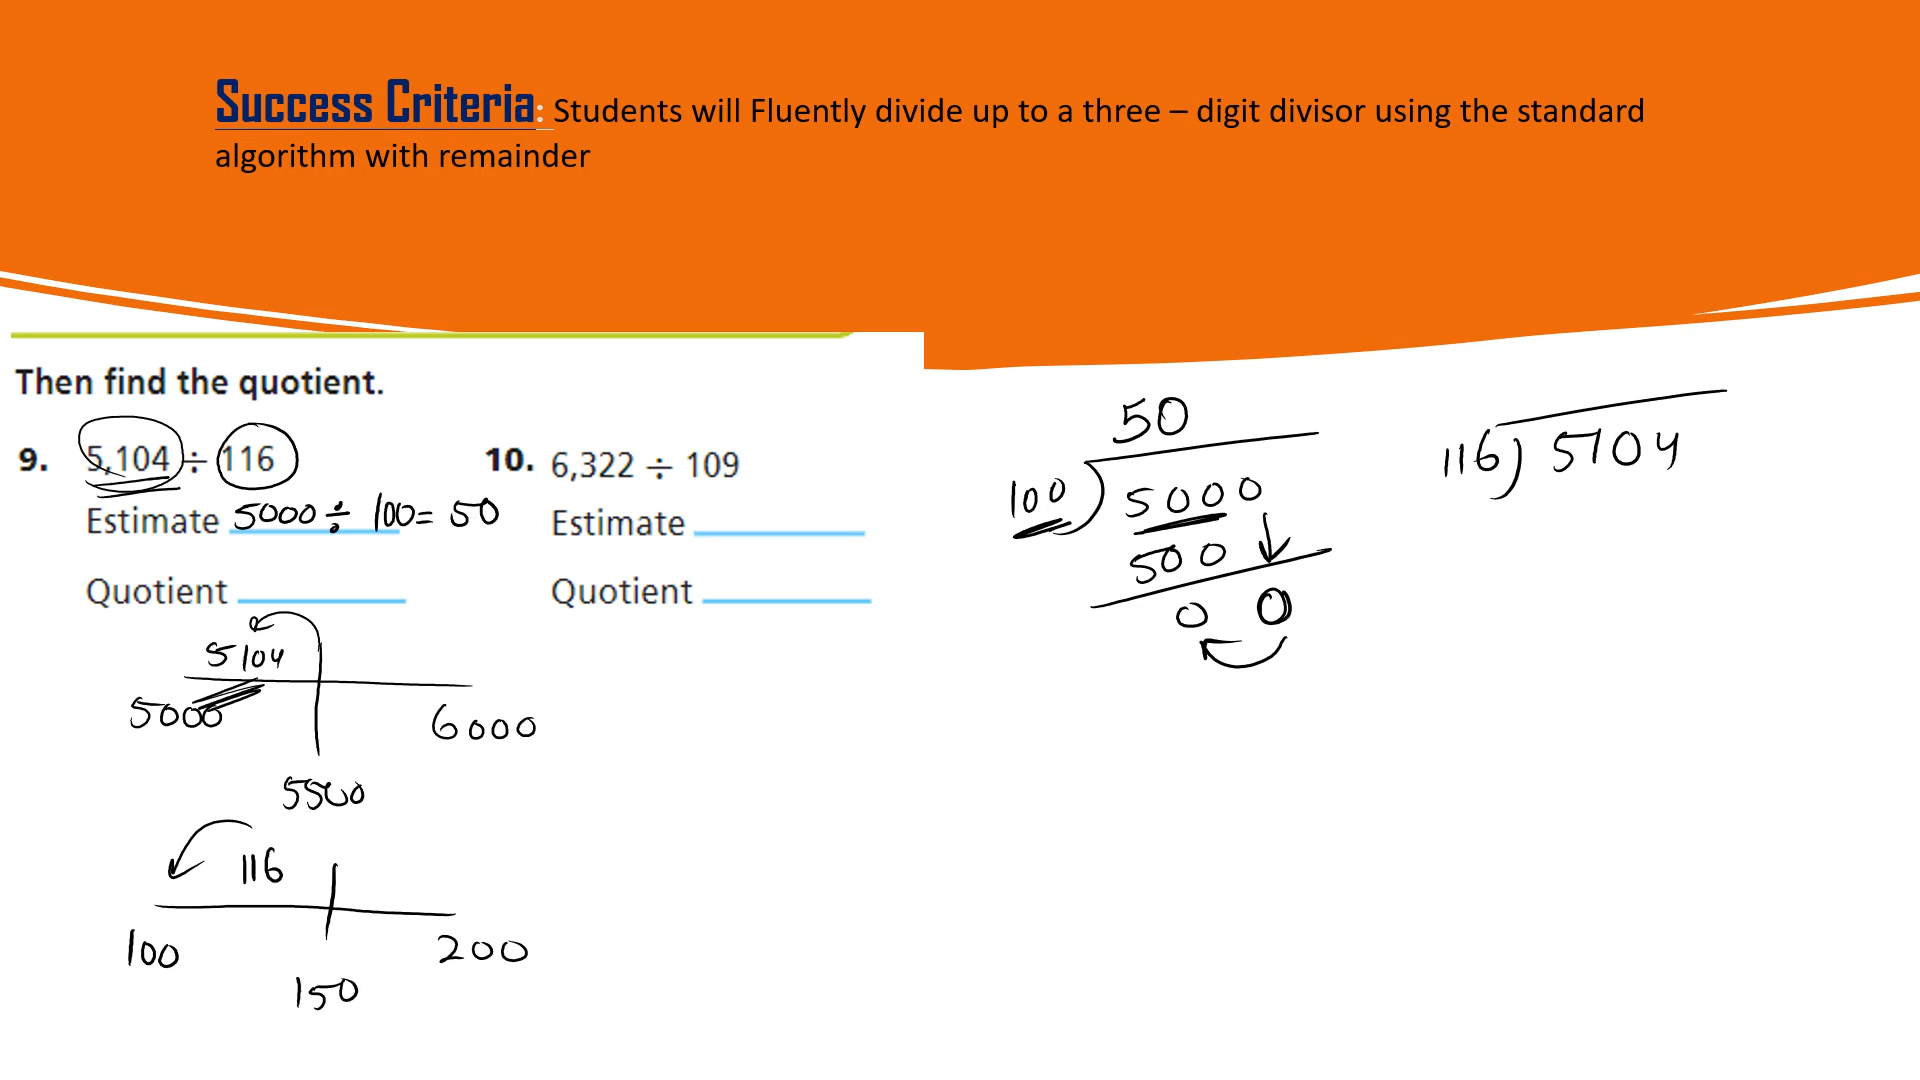 Success Criteria: Students will Fluently divide up to a three – digit divisor using the standard
algorithm with remainder
Then find the quotient.
9. 5,104 ÷ 116
Estimate 5000 ÷ 100 = 50
Quotient
5104
5000 6000
5500
116
100 200
150
10. 6,322 ÷ 109
Estimate
Quotient
50
100 ) 5000
500
0 0
116 ) 5104